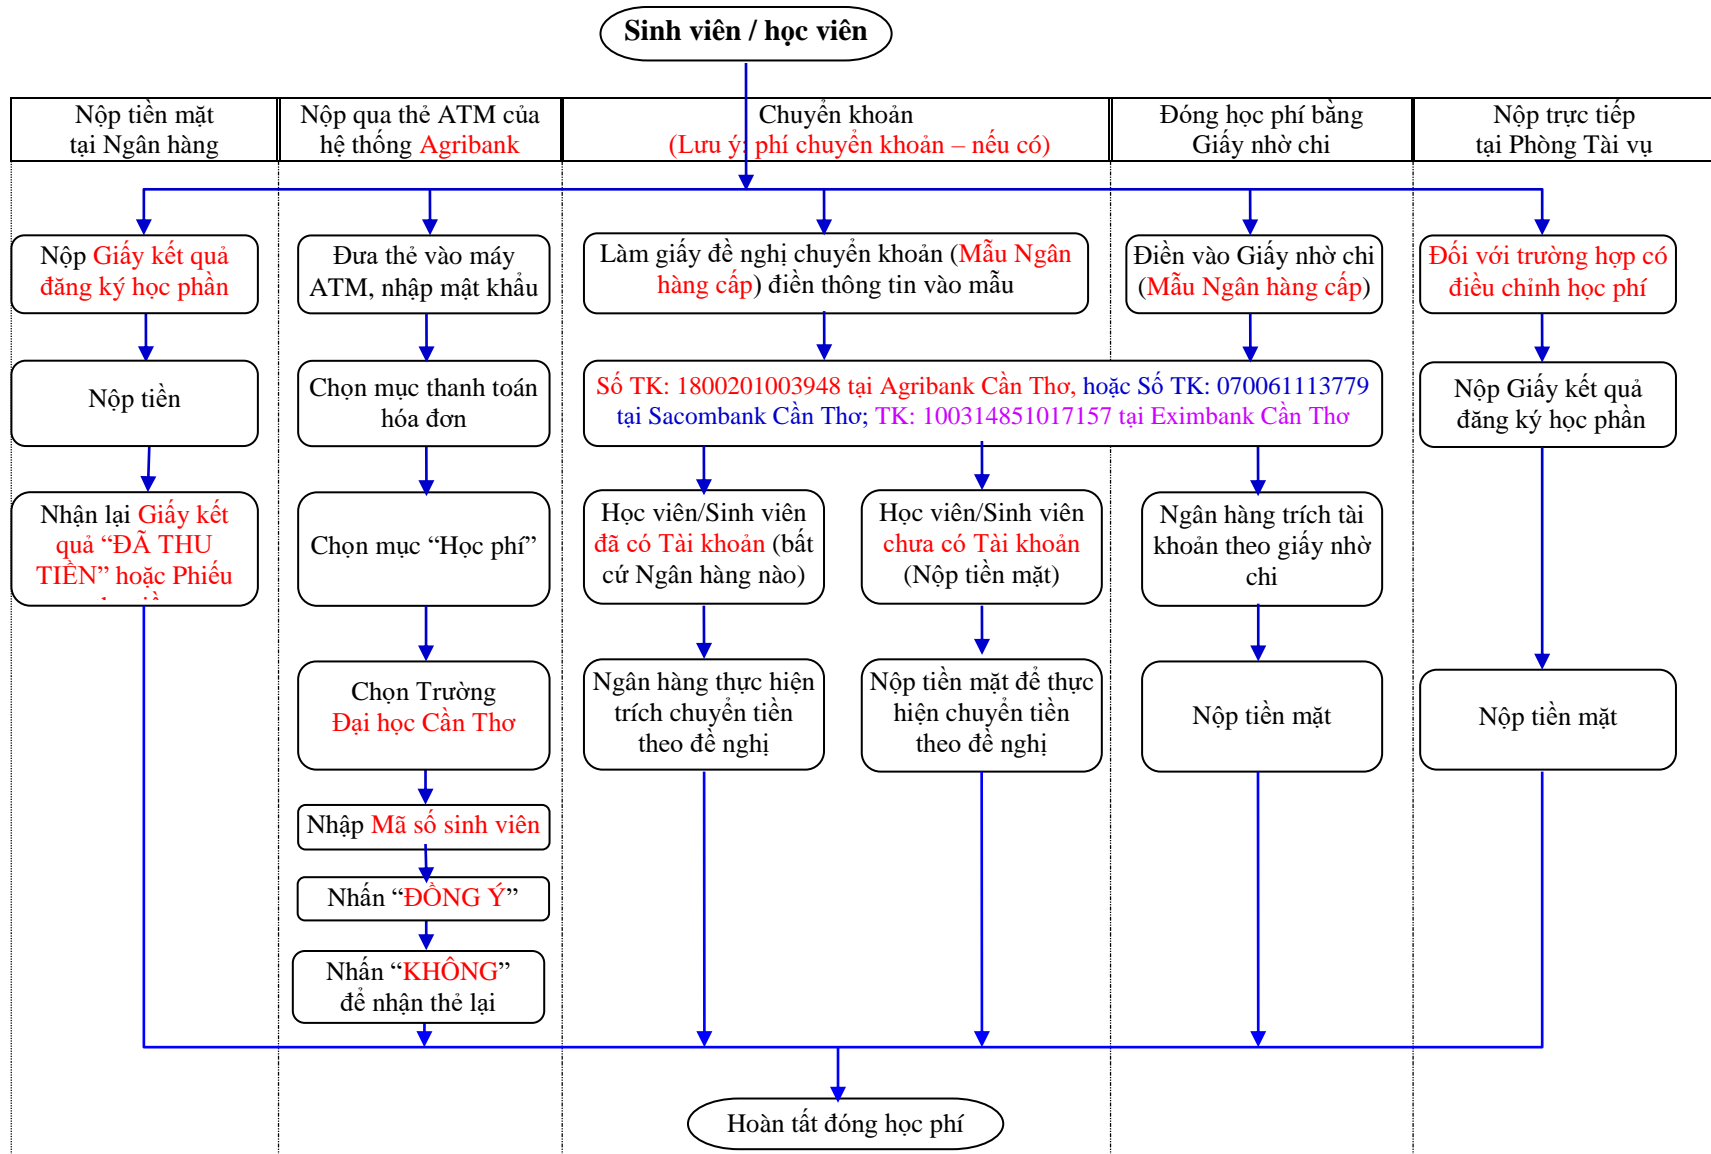 Sinh viên / học viên
Nộp tiền mặt
tại Ngân hàng
Nộp qua thẻ ATM của
hệ thống Agribank
Chuyển khoản
(Lưu ý: phí chuyển khoản – nếu có)
Đóng học phí bằng
Giấy nhờ chi
Nộp trực tiếp
tại Phòng Tài vụ
Nộp Giấy kết quả
đăng ký học phần
Đưa thẻ vào máy
ATM, nhập mật khẩu
Làm giấy đề nghị chuyển khoản (Mẫu Ngân
hàng cấp) điền thông tin vào mẫu
Điền vào Giấy nhờ chi
(Mẫu Ngân hàng cấp)
Đối với trường hợp có
điều chỉnh học phí
Nộp tiền
Chọn mục thanh toán
hóa đơn
Số TK: 1800201003948 tại Agribank Cần Thơ, hoặc Số TK: 070061113779
tại Sacombank Cần Thơ; TK: 100314851017157 tại Eximbank Cần Thơ
Nộp Giấy kết quả
đăng ký học phần
Nhận lại Giấy kết
quả “ĐÃ THU
TIỀN” hoặc Phiếu
Chọn mục “Học phí”
Học viên/Sinh viên
đã có Tài khoản (bất
cứ Ngân hàng nào)
Học viên/Sinh viên
chưa có Tài khoản
(Nộp tiền mặt)
Ngân hàng trích tài
khoản theo giấy nhờ
chi
Chọn Trường
Đại học Cần Thơ
Ngân hàng thực hiện
trích chuyển tiền
theo đề nghị
Nộp tiền mặt để thực
hiện chuyển tiền
theo đề nghị
Nộp tiền mặt
Nộp tiền mặt
Nhập Mã số sinh viên
Nhấn “ĐỒNG Ý”
Nhấn “KHÔNG”
để nhận thẻ lại
Hoàn tất đóng học phí